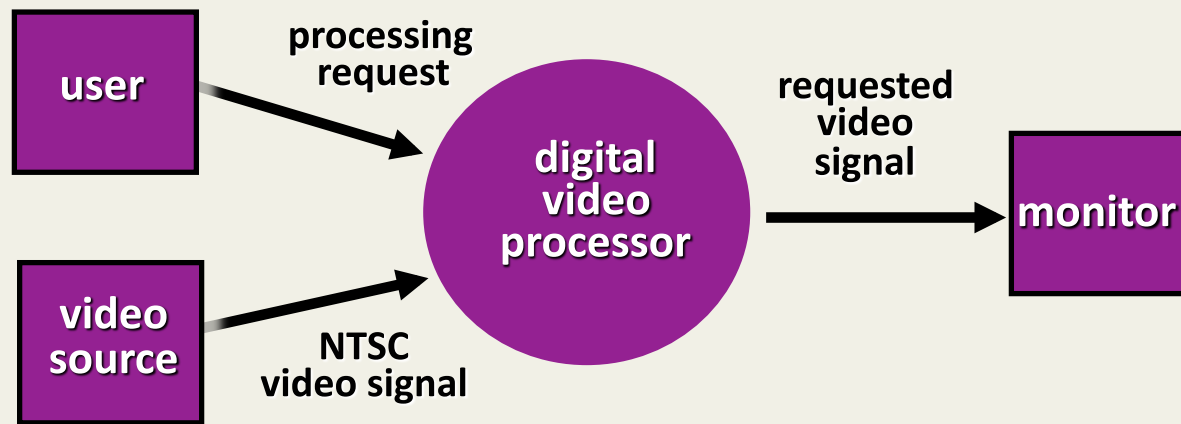 user
processing
request
digital
video
processor
requested
video
signal
monitor
video
source
NTSC
video signal